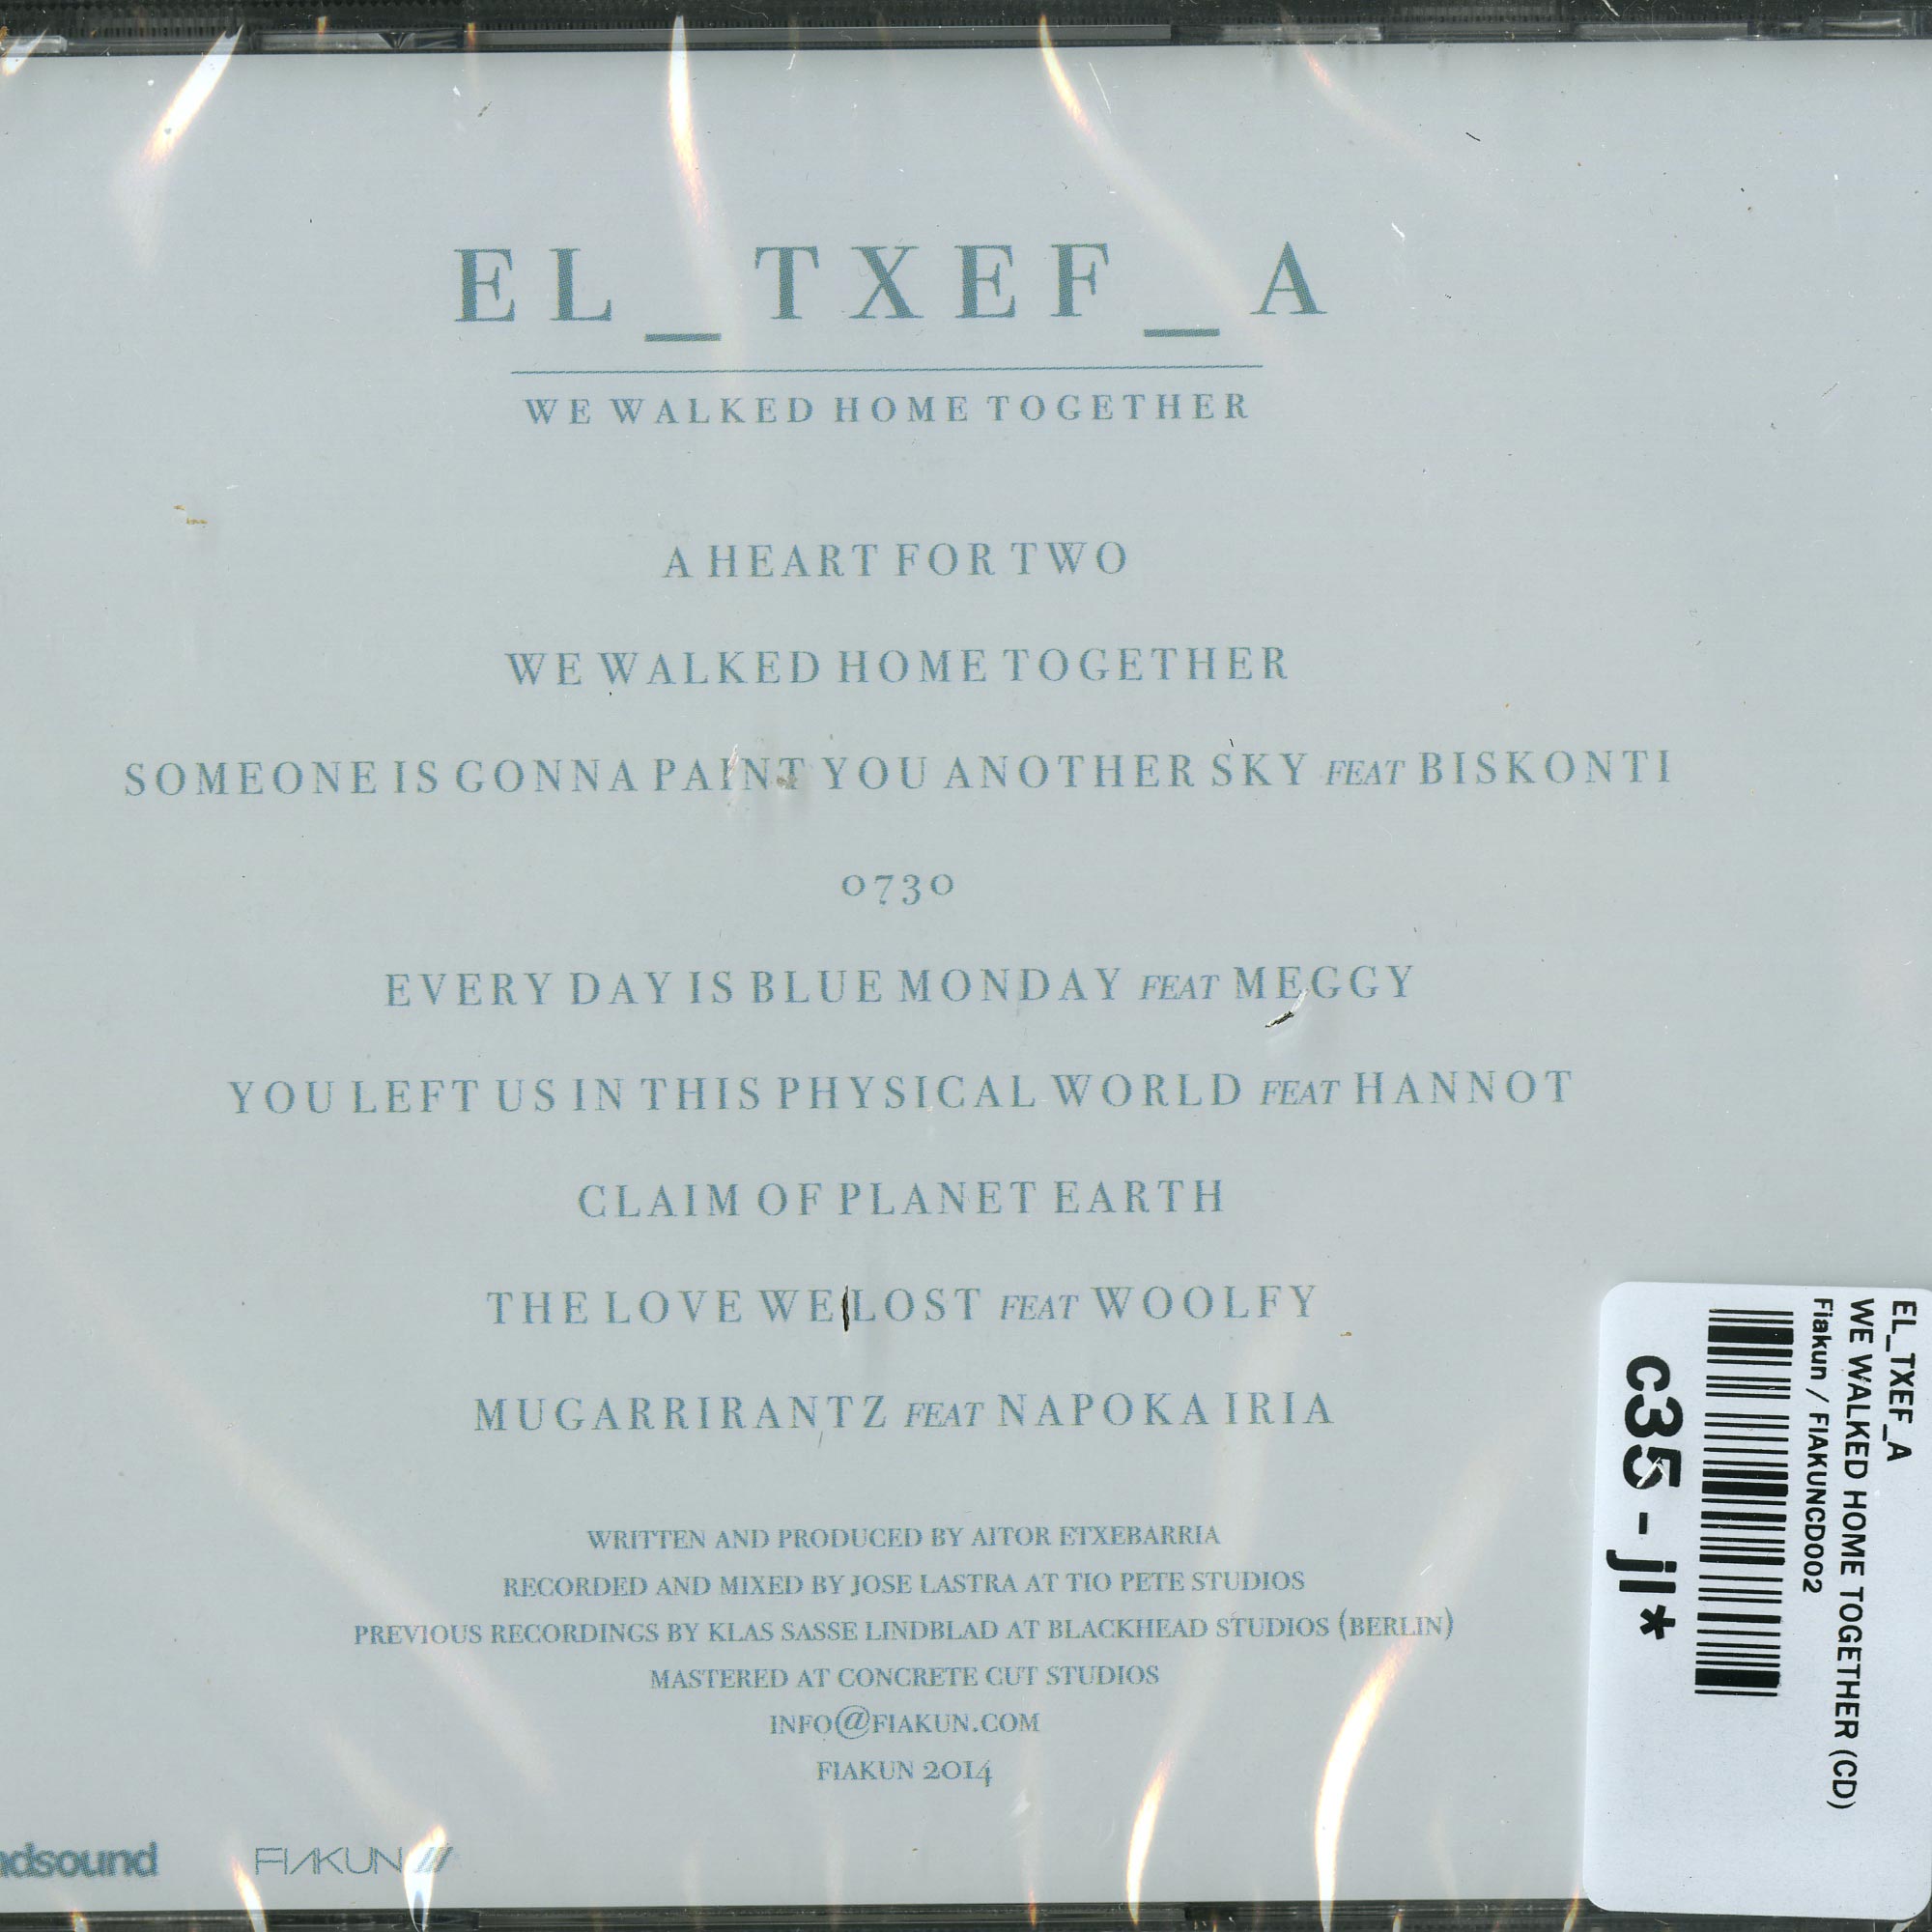 EL_TXEF_A
WE WALKED HOME TOGETHER
A HEART FOR TWO
WE WALKED HOME TOGETHER
SOMEONE IS GONNA PAINT YOU ANOTHER SKY FEAT BISKONTI
0730
EVERY DAY IS BLUE MONDAY FEAT MEGGY
YOU LEFT US IN THIS PHYSICAL WORLD FEAT HANNOT
CLAIM OF PLANET EARTH
THE LOVE WE LOST FEAT WOOLFY
MUGARRIRANTZ FEAT NAPOKA IRIA
WRITTEN AND PRODUCED BY AITOR ETXEBARRIA
RECORDED AND MIXED BY JOSE LASTRA AT TIO PETE STUDIOS
PREVIOUS RECORDINGS BY KLAS SASSE LINDBLAD AT BLACKHEAD STUDIOS (BERLIN)
MASTERED AT CONCRETE CUT STUDIOS
INFO@FIAKUN.COM
FIAKUN 2014
ndsound
FIAKUN ///
EL_TXEF_A
WE WALKED HOME TOGETHER (CD)
Fiakun / FIAKUNCD002
c35 - jl*